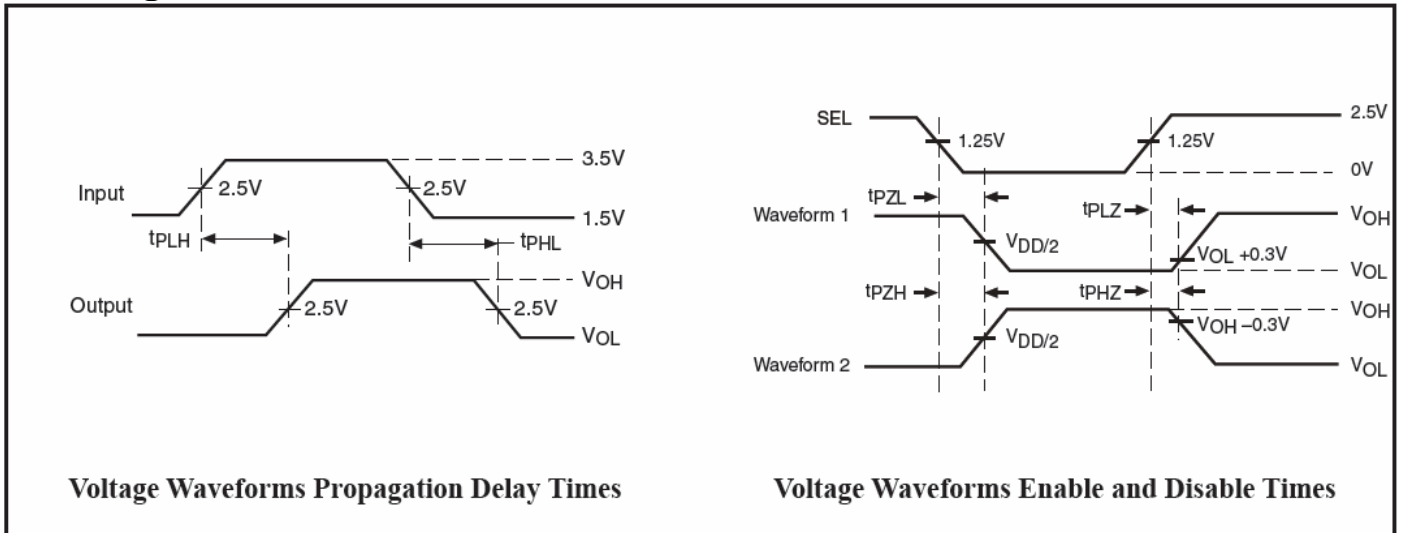 3.5V
Input
2.5V
2.5V
1.5V
tPLH
tPHL
VOH
Output
2.5V
2.5V
VOL
Voltage Waveforms Propagation Delay Times
SEL
2.5V
1.25V
1.25V
0V
tPZL
tPLZ
Waveform 1
VOH
VDD/2
VOL +0.3V
VOL
tPZH
tPHZ
VOH
VOH –0.3V
VDD/2
Waveform 2
VOL
Voltage Waveforms Enable and Disable Times